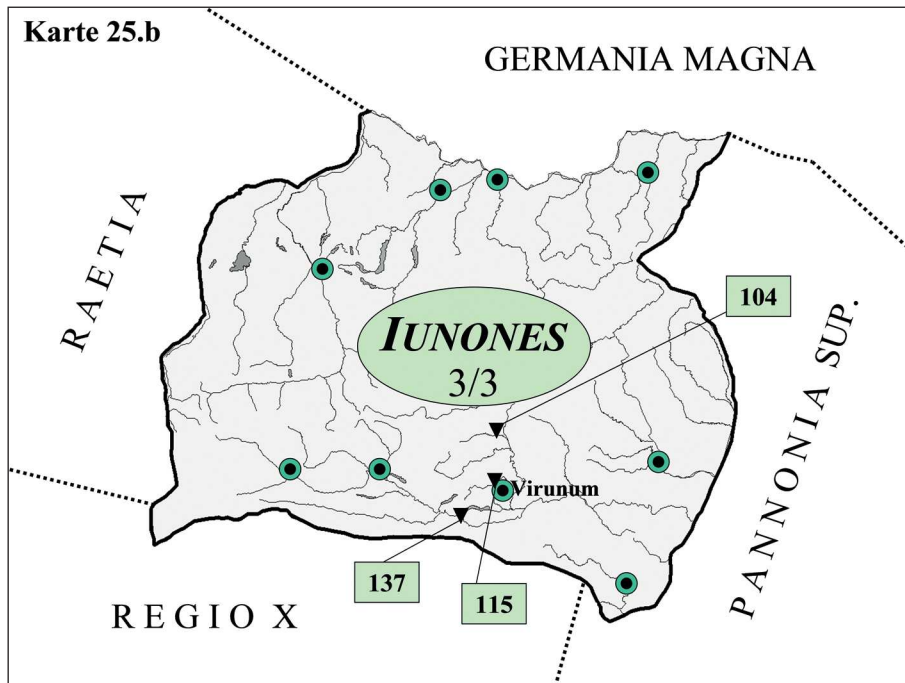 Karte 25.b
GERMANIA MAGNA
RAETIA
104
IUNONES
3/3
PANNONIA SUP.
Virunum
137
115
REGIO X